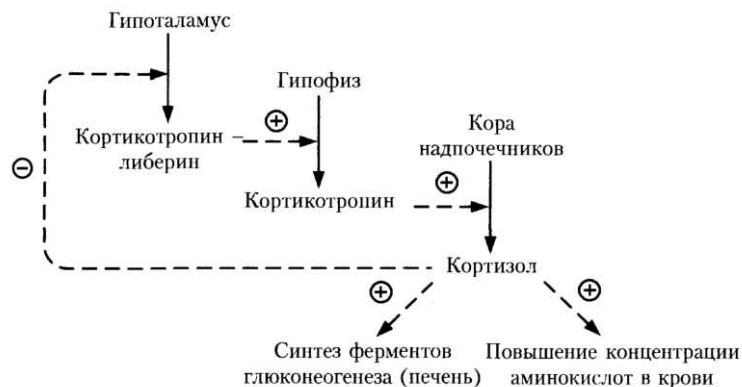 Гипоталамус
Гипофиз
Кортикотропин –
либерин
Кора
надпочечников
Кортикотропин
Кортизол
Синтез ферментов
глюконеогенеза (печень)
Повышение концентрации
аминокислот в крови